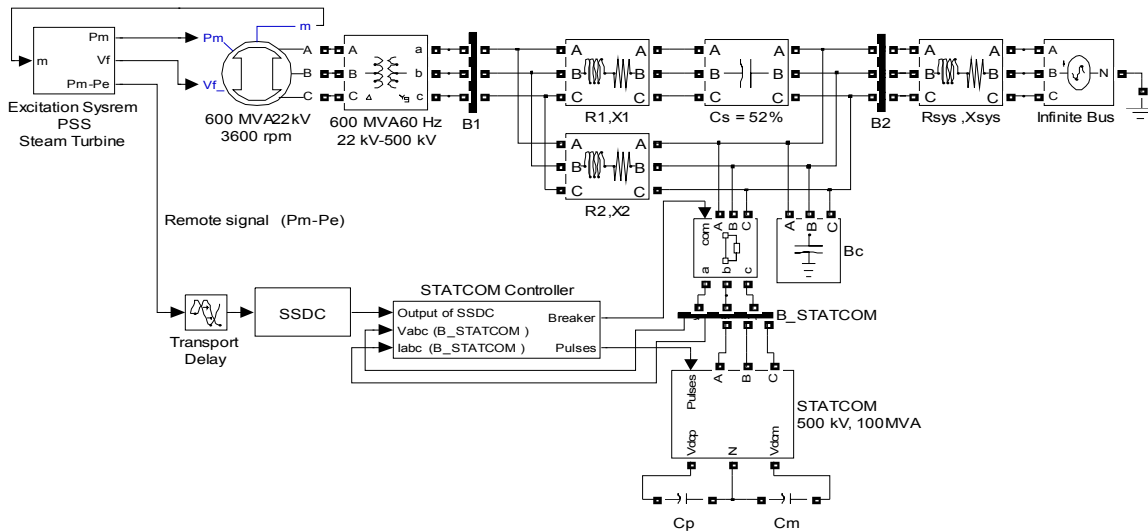 m
Pm
Vf
Pm-Pe
m
Excitation Sysrem
PSS
Steam Turbine
Pm
Vf_
m
A
B
C
600 MVA22kV
3600 rpm
A
B
C
a
b
c
Δ
Yg
600 MVA60 Hz
22 kV-500 kV
B1
A
B
C
A
B
C
R1,X1
A
B
C
A
B
C
Cs = 52%
B2
A
B
C
A
B
C
Rsys ,Xsys
A
B
C
N
Infinite Bus
A
B
C
A
B
C
R2,X2
Remote signal (Pm-Pe)
com
A
B
C
a
b
c
A
B
C
Bc
Transport
Delay
SSDC
STATCOM Controller
Output of SSDC
Vabc (B_STATCOM )
Iabc (B_STATCOM )
Breaker
Pulses
B_STATCOM
Pulses
A
B
C
Vdcp
N
Vdcm
STATCOM
500 kV, 100MVA
Cp
Cm